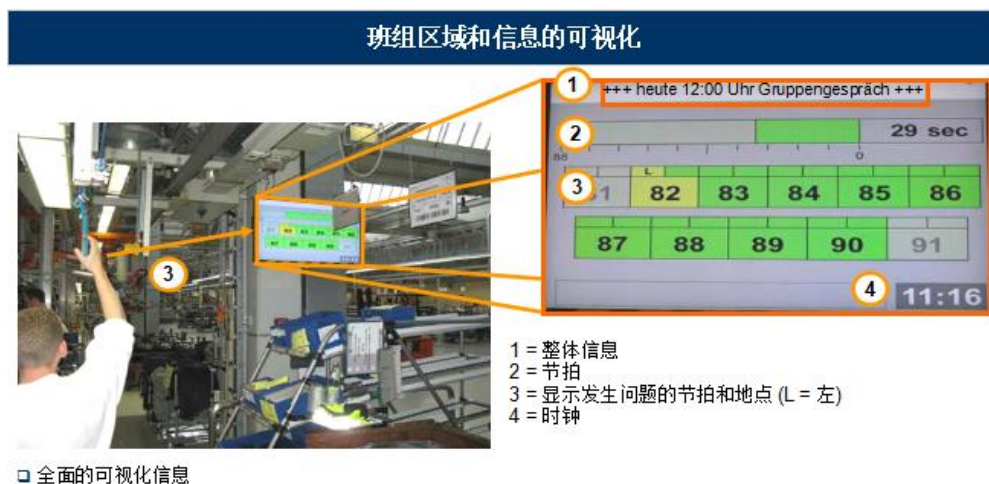 班组区域和信息的可视化
1
+++ heute 12:00 Uhr Gruppengespräch +++
2
29 sec
88
0
3
L
81 82 83 84 85 86
87 88 89 90 91
4
11:16
3
1 = 整体信息
2 = 节拍
3 = 显示发生问题的节拍和地点 (L = 左)
4 = 时钟
全面的可视化信息